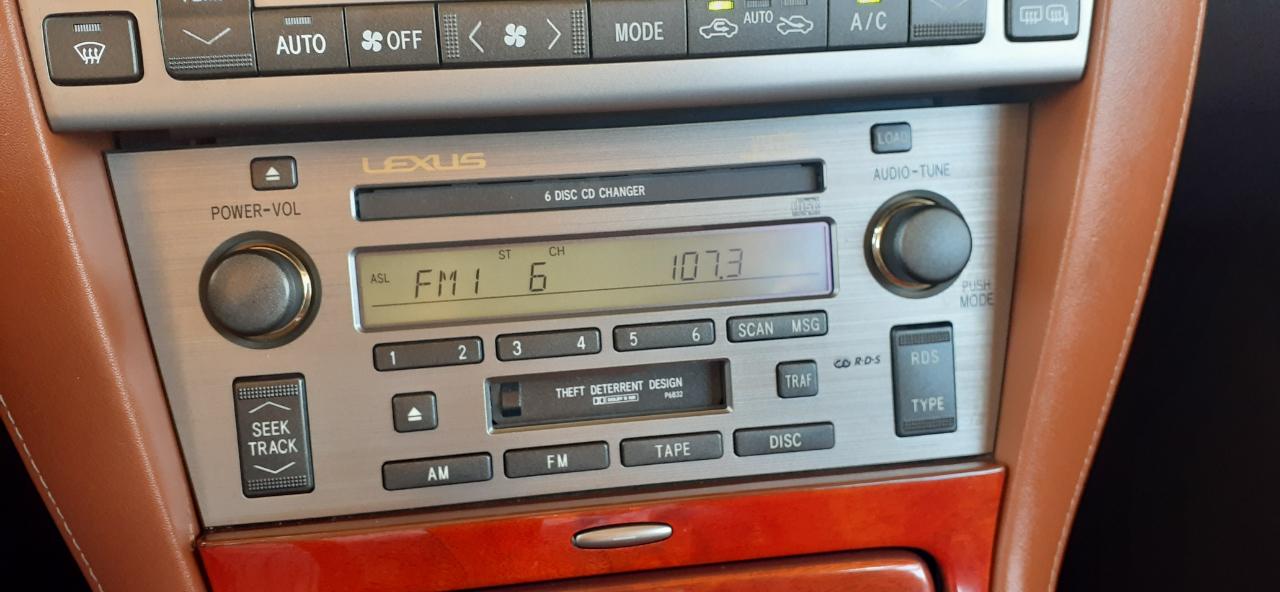 AUTO
OFF
MODE
AUTO
A/C
LOAD
LEXUS
6 DISC CD CHANGER
AUDIO-TUNE
POWER-VOL
disc
ST CH
ASL FM1 6 107.3
PUSH
MODE
1 2 3 4 5 6 SCAN MSG
RDS
TYPE
THEFT DETERRENT DESIGN
P6832
TRAF
SEEK
TRACK
AM FM TAPE DISC